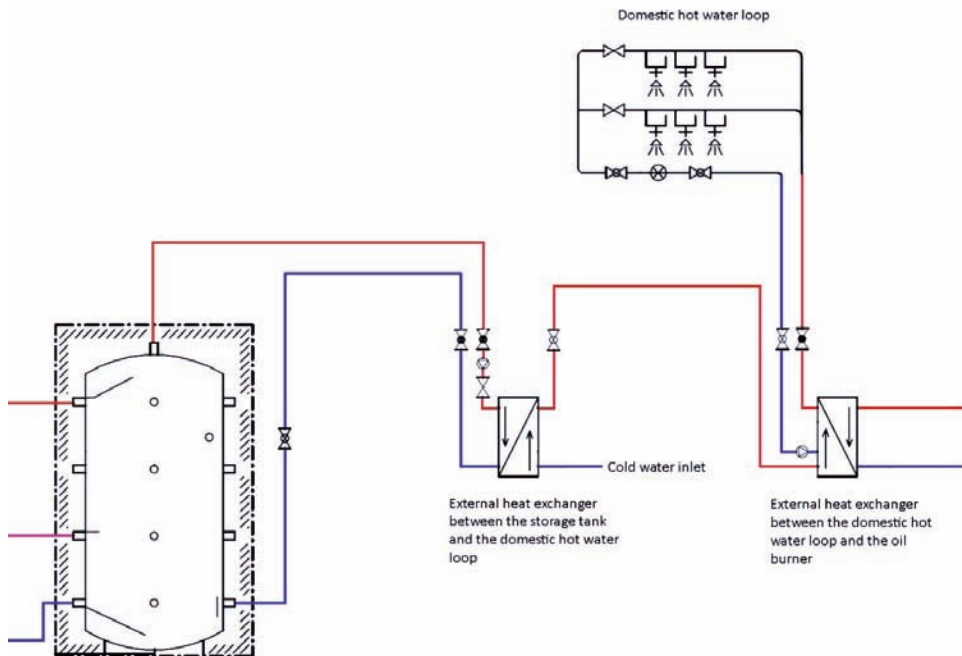 Domestic hot water loop
Cold water inlet
External heat exchanger
between the storage tank
and the domestic hot water
loop
External heat exchanger
between the domestic hot
water loop and the oil
burner